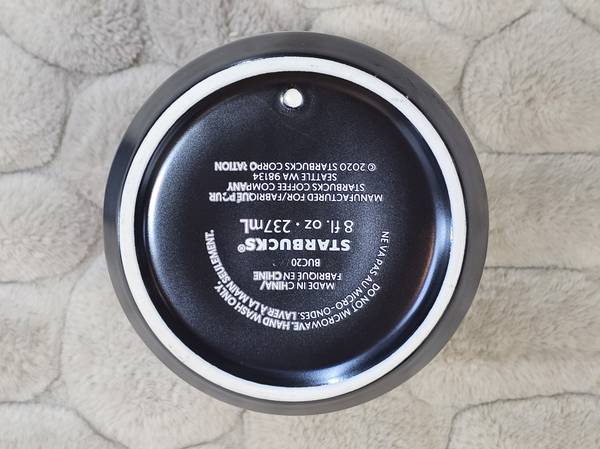 DO NOT MICROWAVE. HAND WASH ONLY.
NE VA PAS AU MICRO-ONDES. LAVER À LA MAIN SEULEMENT.
MADE IN CHINA/
FABRIQUÉ EN CHINE
BUC20
STARBUCKS®
8 fl. oz · 237mL
MANUFACTURED FOR/FABRIQUÉ POUR
STARBUCKS COFFEE COMPANY
SEATTLE WA 98134
© 2020 STARBUCKS CORPORATION